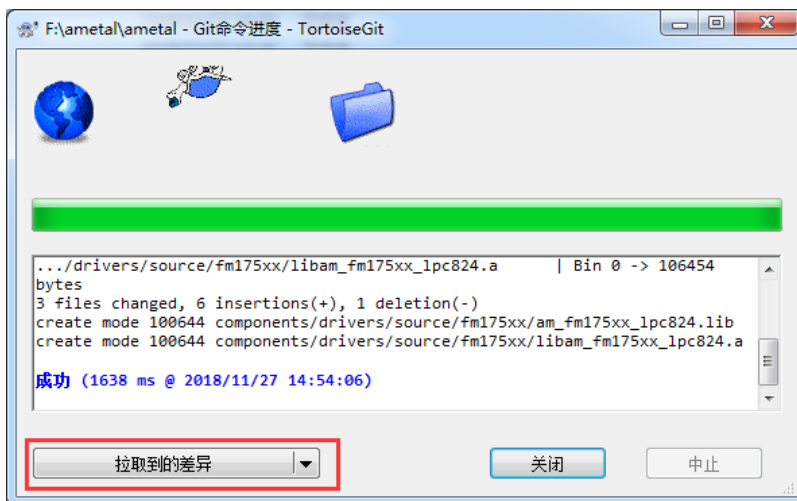 F:\ametal\ametal - Git命令进度 - TortoiseGit
.../drivers/source/fm175xx/libam_fm175xx_lpc824.a | Bin 0 -> 106454
bytes
3 files changed, 6 insertions(+), 1 deletion(-)
create mode 100644 components/drivers/source/fm175xx/am_fm175xx_lpc824.lib
create mode 100644 components/drivers/source/fm175xx/libam_fm175xx_lpc824.a
成功 (1638 ms @ 2018/11/27 14:54:06)
拉取到的差异
关闭
中止